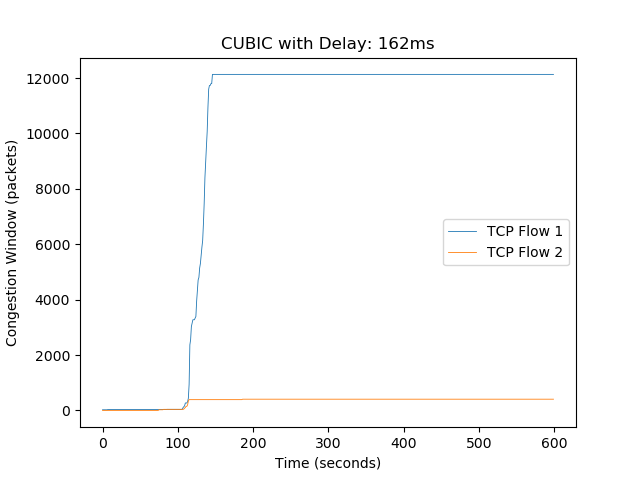 CUBIC with Delay: 162ms
Congestion Window (packets)
12000
10000
8000
6000
4000
2000
0
TCP Flow 1
TCP Flow 2
0 100 200 300 400 500 600
Time (seconds)